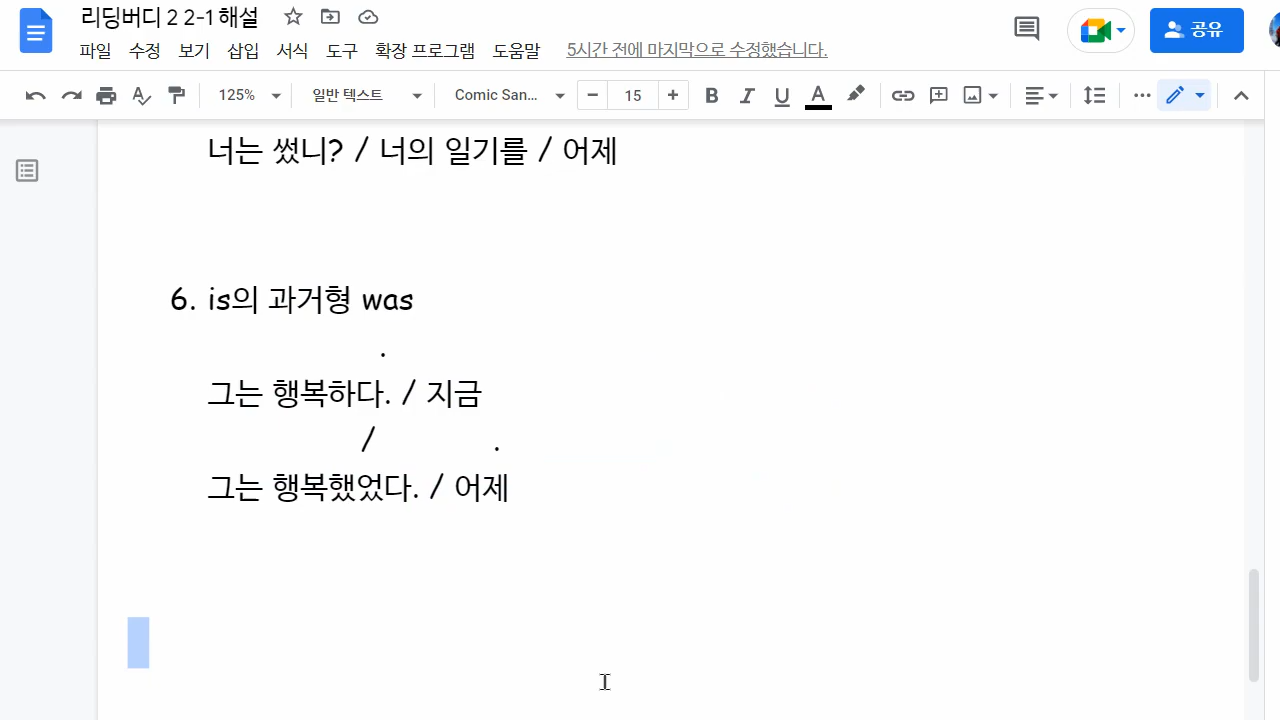 리딩버디 2 2-1 해설
파일 수정 보기 삽입 서식 도구 확장 프로그램 도움말 5시간 전에 마지막으로 수정했습니다.
공유
125% 일반 텍스트 Comic San... − 15 + B I U A
너는 썼니? / 너의 일기를 / 어제
6. is의 과거형 was
.
그는 행복하다. / 지금
/ .
그는 행복했었다. / 어제